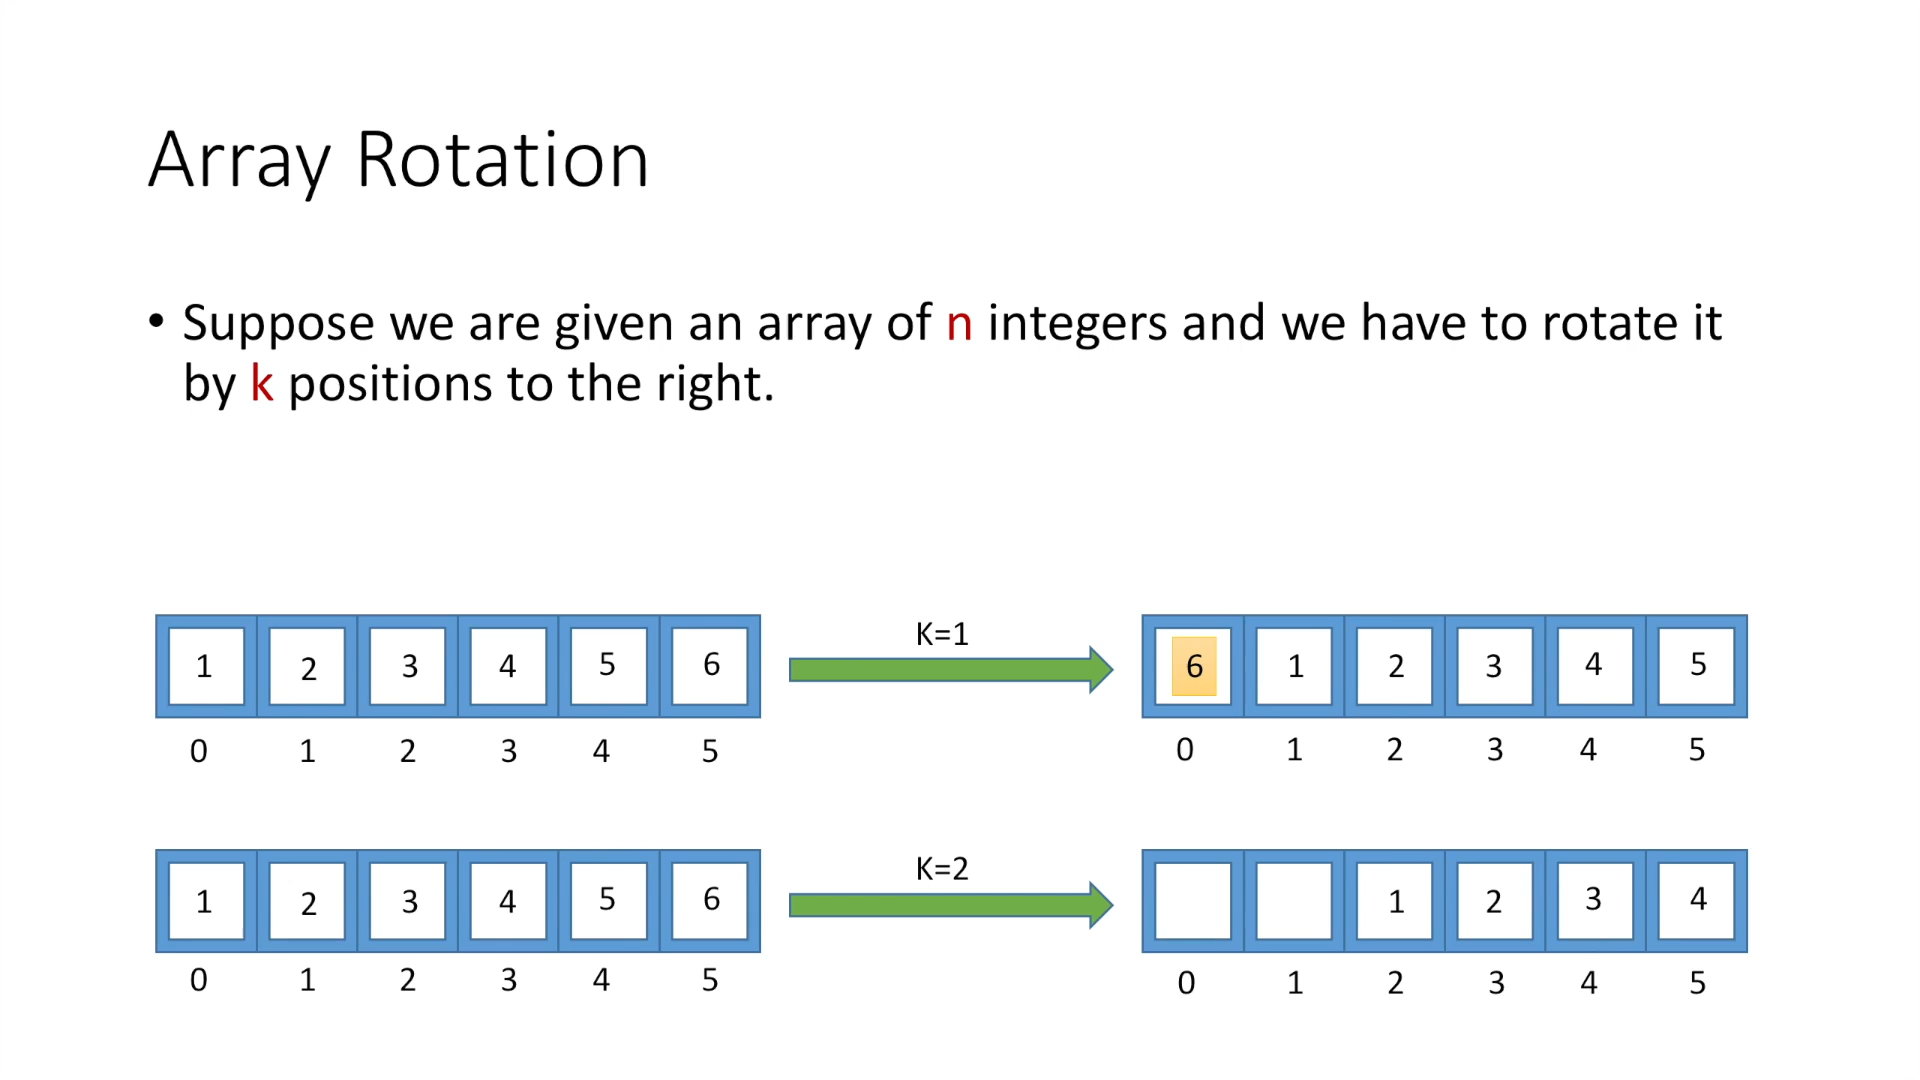 Array Rotation
• Suppose we are given an array of n integers and we have to rotate it
by k positions to the right.
1 2 3 4 5 6 K=1 6 1 2 3 4 5
0 1 2 3 4 5 0 1 2 3 4 5
1 2 3 4 5 6 K=2 1 2 3 4
0 1 2 3 4 5 0 1 2 3 4 5